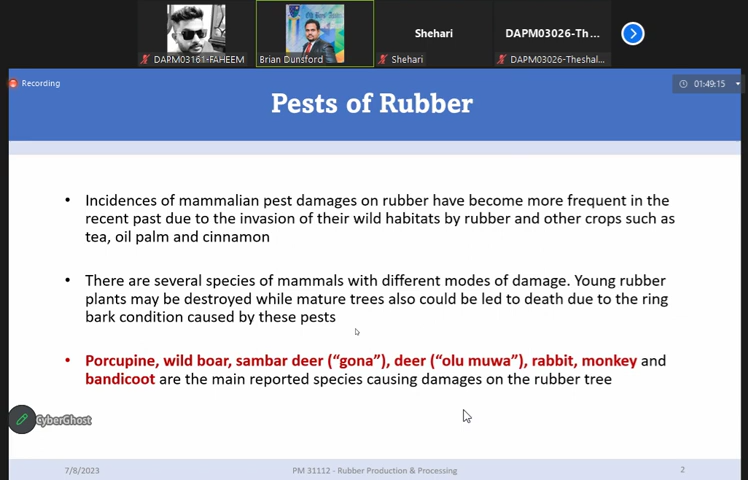 DARM03161-FAHEEM
Brian Dunsford
Shehari
Shehari
DAPM03026-Th...
DAPM03026-Theshal...
Recording
01:49:15
Pests of Rubber
• Incidences of mammalian pest damages on rubber have become more frequent in the
recent past due to the invasion of their wild habitats by rubber and other crops such as
tea, oil palm and cinnamon
• There are several species of mammals with different modes of damage. Young rubber
plants may be destroyed while mature trees also could be led to death due to the ring
bark condition caused by these pests
• Porcupine, wild boar, sambar deer (“gona”), deer (“olu muwa”), rabbit, monkey and
bandicoot are the main reported species causing damages on the rubber tree
CyberGhost
7/8/2023
PM 31112 - Rubber Production & Processing
2